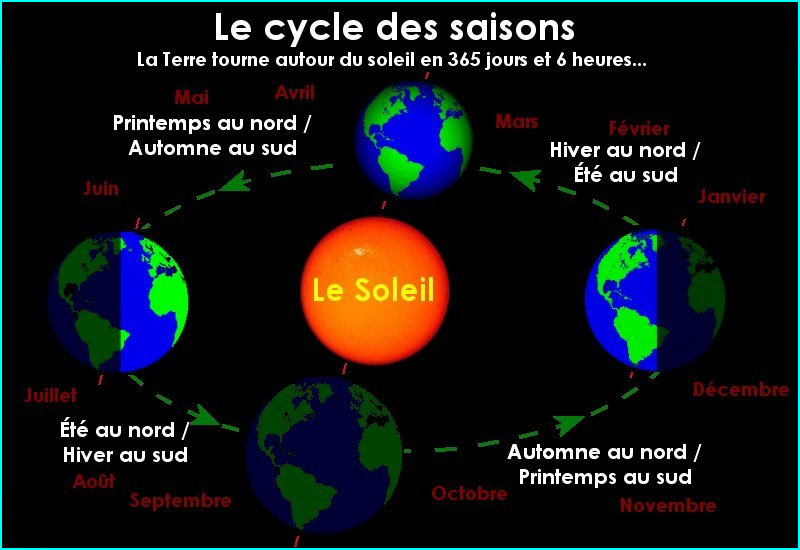 Le cycle des saisons
La Terre tourne autour du soleil en 365 jours et 6 heures...
Avril
Mai
Printemps au nord /
Automne au sud
Mars
Février
Hiver au nord /
Été au sud
Juin
Janvier
Le Soleil
Juillet
Décembre
Été au nord /
Hiver au sud
Août
Septembre
Automne au nord /
Printemps au sud
Octobre
Novembre